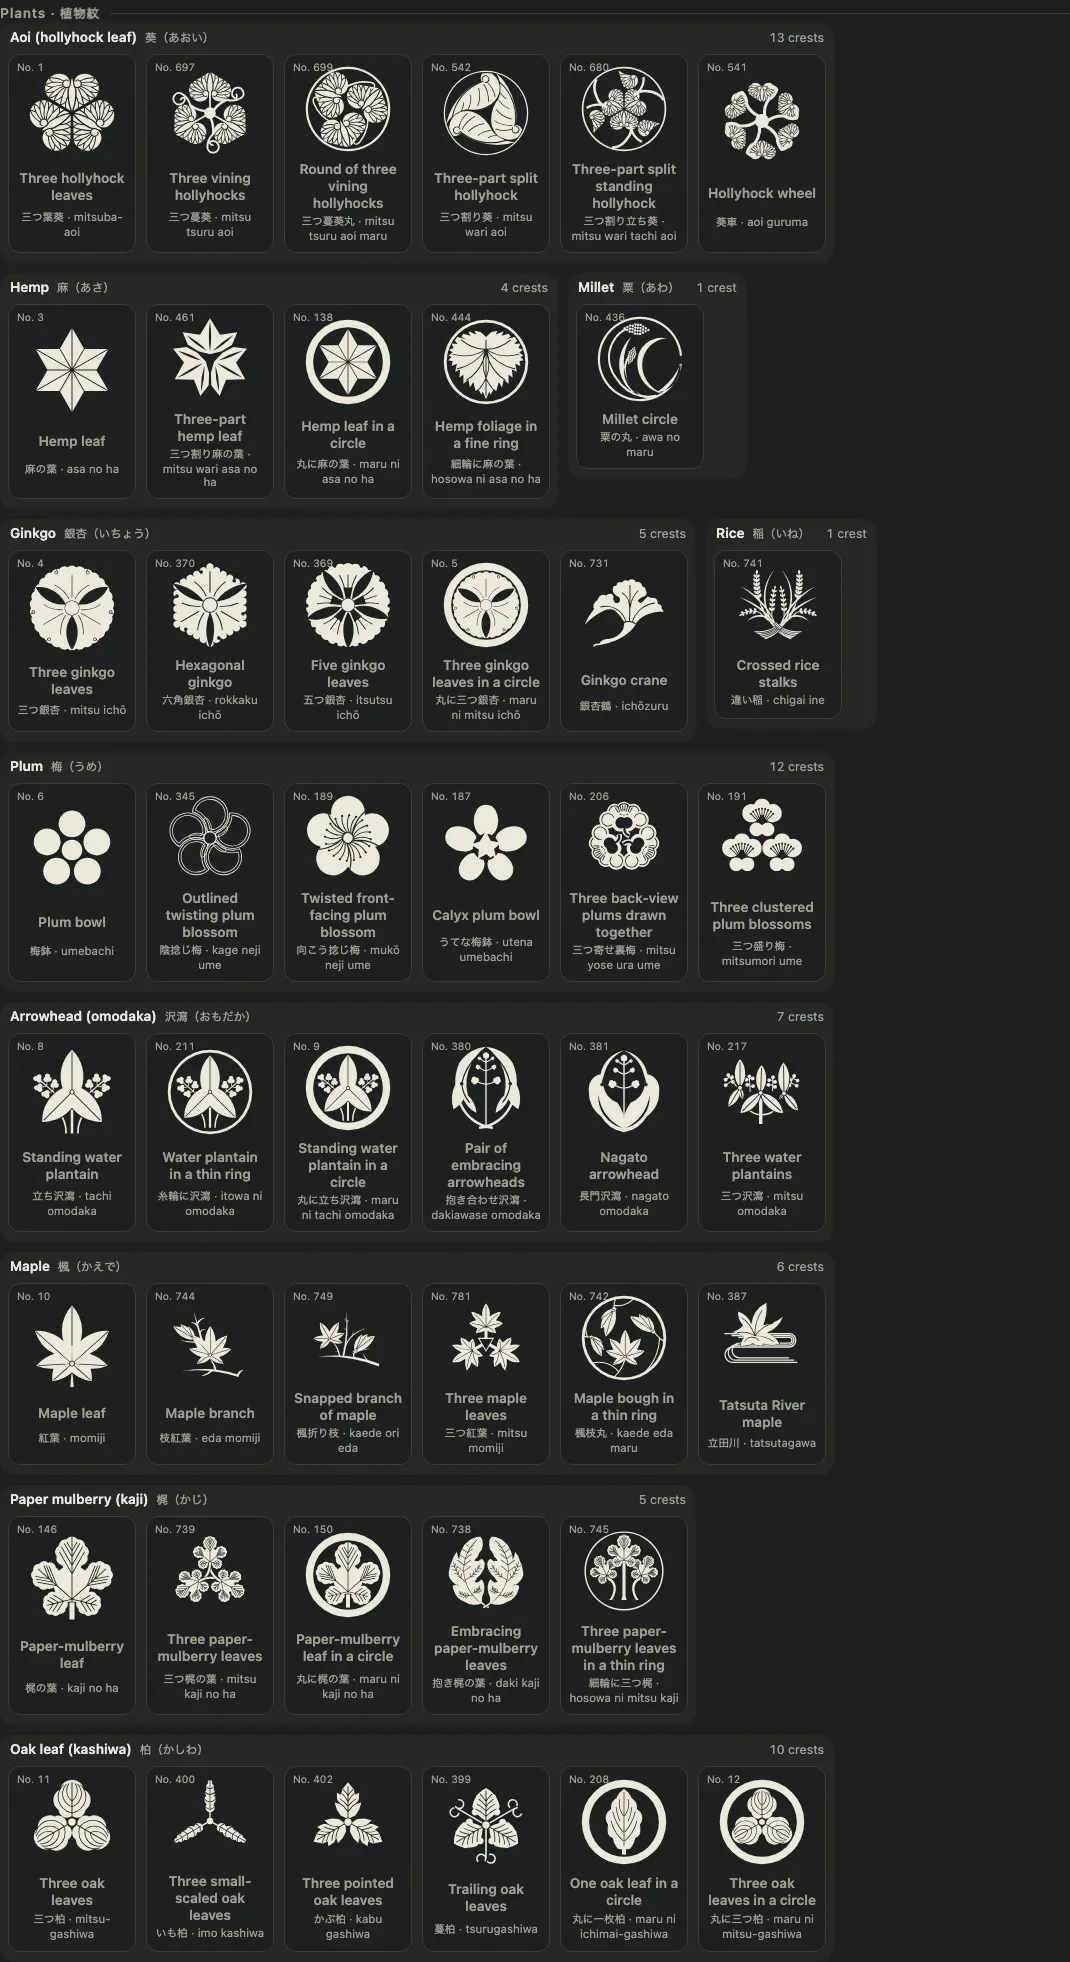 Plants · 植物紋
Aoi (hollyhock leaf) 葵（あおい） 13 crests
No. 1
Three hollyhock
leaves
三つ葉葵 · mitsuba-
aoi
No. 697
Three vining
hollyhocks
三つ蔓葵 · mitsu
tsuru aoi
No. 699
Round of three
vining
hollyhocks
三つ蔓葵丸 · mitsu
tsuru aoi maru
No. 542
Three-part split
hollyhock
三つ割り葵 · mitsu
wari aoi
No. 680
Three-part split
standing
hollyhock
三つ割り立ち葵 ·
mitsu wari tachi aoi
No. 541
Hollyhock wheel
葵車 · aoi guruma
Hemp 麻（あさ） 4 crests
No. 3
Hemp leaf
麻の葉 · asa no ha
No. 461
Three-part
hemp leaf
三つ割り麻の葉 ·
mitsu wari asa no
ha
No. 138
Hemp leaf in a
circle
丸に麻の葉 · maru ni
asa no ha
No. 444
Hemp foliage in
a fine ring
細輪に麻の葉 ·
hosowa ni asa no ha
Millet 粟（あわ） 1 crest
No. 436
Millet circle
粟の丸 · awa no
maru
Ginkgo 銀杏（いちょう） 5 crests
No. 4
Three ginkgo
leaves
三つ銀杏 · mitsu ichō
No. 370
Hexagonal
ginkgo
六角銀杏 · rokkaku
ichō
No. 369
Five ginkgo
leaves
五つ銀杏 · itsutsu
ichō
No. 5
Three ginkgo
leaves in a circle
丸に三つ銀杏 · maru
ni mitsu ichō
No. 731
Ginkgo crane
銀杏鶴 · ichōzuru
Rice 稲（いね） 1 crest
No. 741
Crossed rice
stalks
違い稲 · chigai ine
Plum 梅（うめ） 12 crests
No. 6
Plum bowl
梅鉢 · umebachi
No. 345
Outlined
twisting plum
blossom
陰捻じ梅 · kage neji
ume
No. 189
Twisted front-
facing plum
blossom
向こう捻じ梅 · mukō
neji ume
No. 187
Calyx plum bowl
うてな梅鉢 · utena
umebachi
No. 206
Three back-view
plums drawn
together
三つ寄せ裏梅 · mitsu
yose ura ume
No. 191
Three clustered
plum blossoms
三つ盛り梅 ·
mitsumori ume
Arrowhead (omodaka) 沢瀉（おもだか） 7 crests
No. 8
Standing water
plantain
立ち沢瀉 · tachi
omodaka
No. 211
Water plantain
in a thin ring
糸輪に沢瀉 · itowa ni
omodaka
No. 9
Standing water
plantain in a
circle
丸に立ち沢瀉 · maru
ni tachi omodaka
No. 380
Pair of
embracing
arrowheads
抱き合わせ沢瀉 ·
dakiawase omodaka
No. 381
Nagato
arrowhead
長門沢瀉 · nagato
omodaka
No. 217
Three water
plantains
三つ沢瀉 · mitsu
omodaka
Maple 楓（かえで） 6 crests
No. 10
Maple leaf
紅葉 · momiji
No. 744
Maple branch
枝紅葉 · eda momiji
No. 749
Snapped branch
of maple
楓折り枝 · kaede ori
eda
No. 781
Three maple
leaves
三つ紅葉 · mitsu
momiji
No. 742
Maple bough in
a thin ring
楓枝丸 · kaede eda
maru
No. 387
Tatsuta River
maple
立田川 · tatsutagawa
Paper mulberry (kaji) 梶（かじ） 5 crests
No. 146
Paper-mulberry
leaf
梶の葉 · kaji no ha
No. 739
Three paper-
mulberry leaves
三つ梶の葉 · mitsu
kaji no ha
No. 150
Paper-mulberry
leaf in a circle
丸に梶の葉 · maru ni
kaji no ha
No. 738
Embracing
paper-mulberry
leaves
抱き梶の葉 · daki kaji
no ha
No. 745
Three paper-
mulberry leaves
in a thin ring
細輪に三つ梶 ·
hosowa ni mitsu kaji
Oak leaf (kashiwa) 柏（かしわ） 10 crests
No. 11
Three oak
leaves
三つ柏 · mitsu-
gashiwa
No. 400
Three small-
scaled oak
leaves
いも柏 · imo kashiwa
No. 402
Three pointed
oak leaves
かぶ柏 · kabu
gashiwa
No. 399
Trailing oak
leaves
蔓柏 · tsurugashiwa
No. 208
One oak leaf in a
circle
丸に一枚柏 · maru ni
ichimai-gashiwa
No. 12
Three oak
leaves in a circle
丸に三つ柏 · maru ni
mitsu-gashiwa